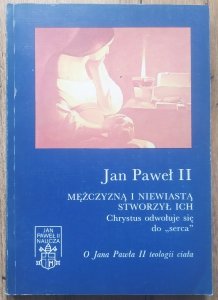 Jan Paweł II
MĘŻCZYZNĄ I NIEWIASTĄ
STWORZYŁ ICH
Chrystus odwołuje się
do „serca”
JAN
PAWEŁ II
NAUCZA
O Jana Pawła II teologii ciała